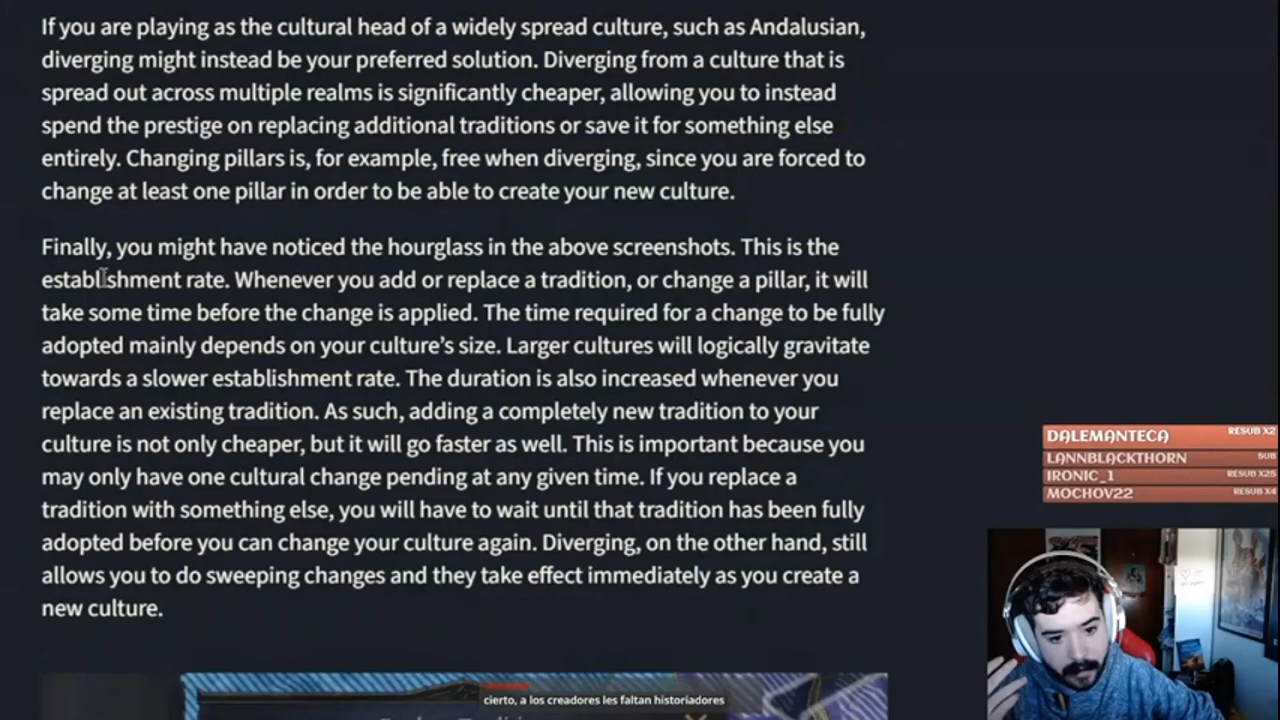 If you are playing as the cultural head of a widely spread culture, such as Andalusian,
diverging might instead be your preferred solution. Diverging from a culture that is
spread out across multiple realms is significantly cheaper, allowing you to instead
spend the prestige on replacing additional traditions or save it for something else
entirely. Changing pillars is, for example, free when diverging, since you are forced to
change at least one pillar in order to be able to create your new culture.
Finally, you might have noticed the hourglass in the above screenshots. This is the
establishment rate. Whenever you add or replace a tradition, or change a pillar, it will
take some time before the change is applied. The time required for a change to be fully
adopted mainly depends on your culture’s size. Larger cultures will logically gravitate
towards a slower establishment rate. The duration is also increased whenever you
replace an existing tradition. As such, adding a completely new tradition to your
culture is not only cheaper, but it will go faster as well. This is important because you
may only have one cultural change pending at any given time. If you replace a
tradition with something else, you will have to wait until that tradition has been fully
adopted before you can change your culture again. Diverging, on the other hand, still
allows you to do sweeping changes and they take effect immediately as you create a
new culture.
DALEMANTECA RESUB X2
LANNBLACKTHORN SUB
IRONIC_1 RESUB X25
MOCHOV22 RESUB X4
cierto, a los creadores les faltan historiadores